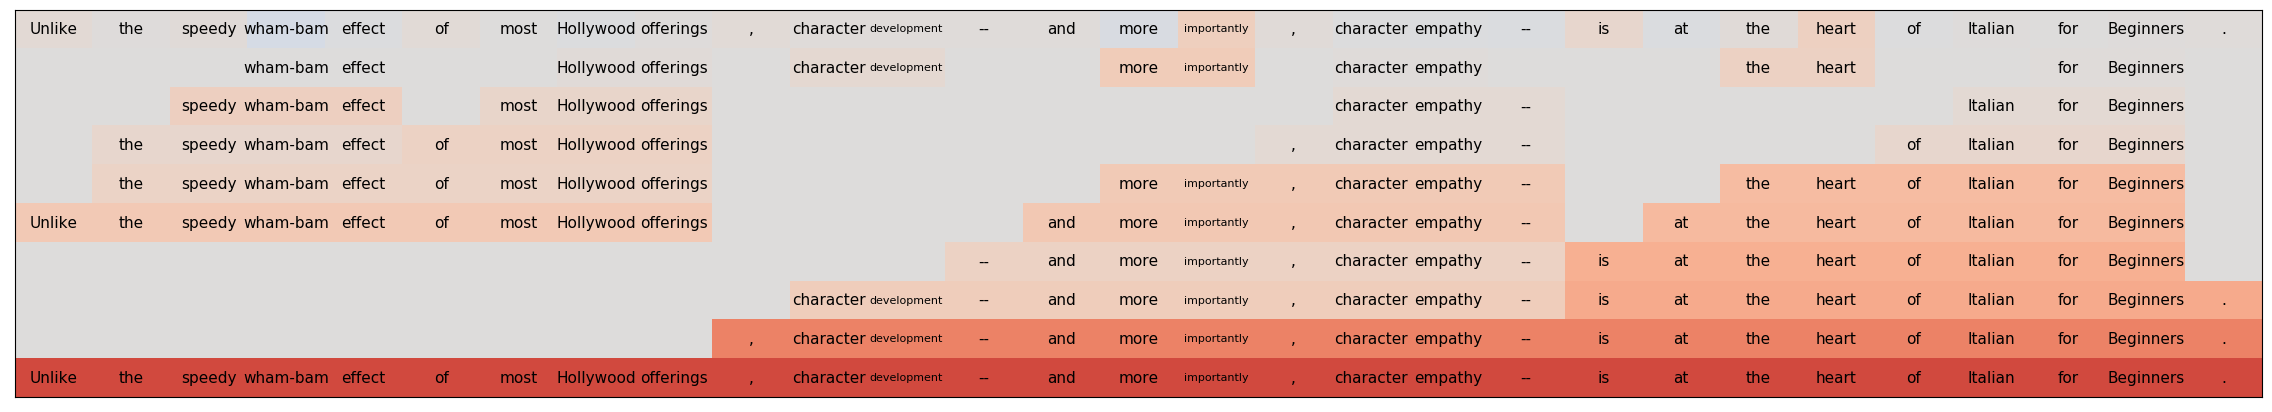 Unlike the speedy wham-bam effect of most Hollywood offerings , character development -- and more importantly , character empathy -- is at the heart of Italian for Beginners .
wham-bam effect Hollywood offerings character development more importantly character empathy the heart for Beginners
speedy wham-bam effect most Hollywood offerings character empathy -- Italian for Beginners
the speedy wham-bam effect of most Hollywood offerings , character empathy -- of Italian for Beginners
the speedy wham-bam effect of most Hollywood offerings more importantly , character empathy -- the heart of Italian for Beginners
Unlike the speedy wham-bam effect of most Hollywood offerings and more importantly , character empathy -- at the heart of Italian for Beginners
-- and more importantly , character empathy -- is at the heart of Italian for Beginners
character development -- and more importantly , character empathy -- is at the heart of Italian for Beginners .
, character development -- and more importantly , character empathy -- is at the heart of Italian for Beginners .
Unlike the speedy wham-bam effect of most Hollywood offerings , character development -- and more importantly , character empathy -- is at the heart of Italian for Beginners .